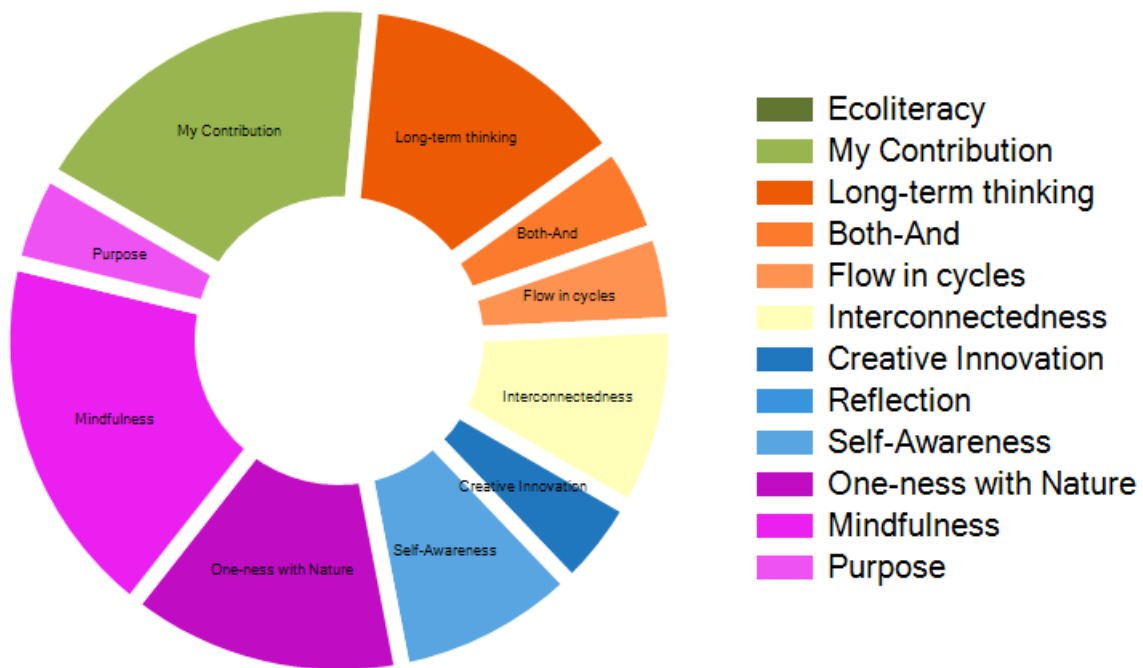 My Contribution
Long-term thinking
Both-And
Purpose
Flow in cycles
Interconnectedness
Mindfulness
Creative Innovation
Self-Awareness
One-ness with Nature
Ecoliteracy
My Contribution
Long-term thinking
Both-And
Flow in cycles
Interconnectedness
Creative Innovation
Reflection
Self-Awareness
One-ness with Nature
Mindfulness
Purpose